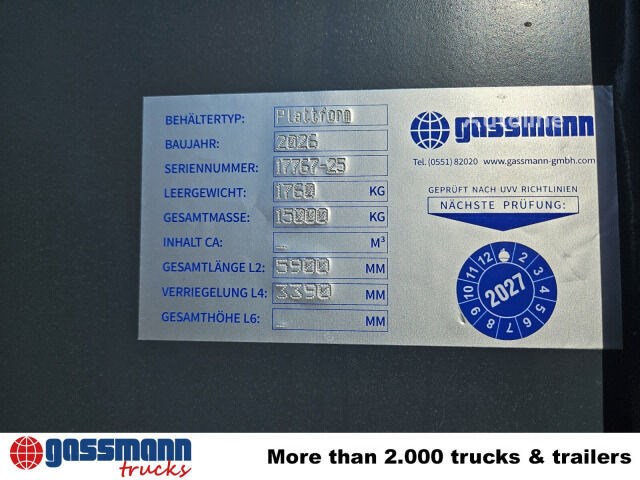 BEHÄLTERTYP: Plattform
BAUJAHR: 2026
SERIENNUMMER: 17767-25
LEERGEWICHT: 1760 KG
GESAMTMASSE: 15000 KG
INHALT CA: _ M³
GESAMTLÄNGE L2: 5900 MM
VERRIEGELUNG L4: 3390 MM
GESAMTHÖHE L6: _ MM
Autoline
gassmann
Tel. (0551) 82020 www.gassmann-gmbh.com
GEPRÜFT NACH UVV RICHTLINIEN
NÄCHSTE PRÜFUNG:
12 2 3 4 5 6 7 8 9 10 11
2027
gassmann
trucks
More than 2.000 trucks & trailers